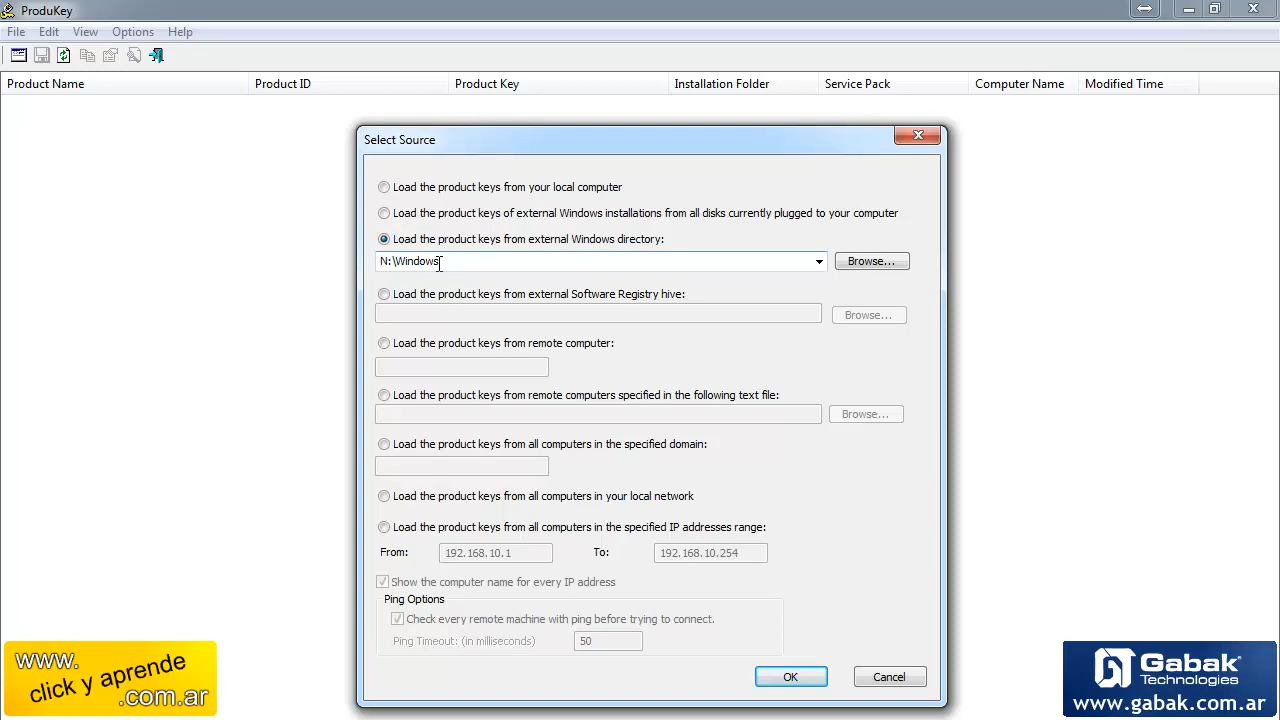 ProduKey
File Edit View Options Help
Product Name Product ID Product Key Installation Folder Service Pack Computer Name Modified Time
Select Source
Load the product keys from your local computer
Load the product keys of external Windows installations from all disks currently plugged to your computer
Load the product keys from external Windows directory:
N:\Windows Browse...
Load the product keys from external Software Registry hive:
Browse...
Load the product keys from remote computer:
Load the product keys from remote computers specified in the following text file:
Browse...
Load the product keys from all computers in the specified domain:
Load the product keys from all computers in your local network
Load the product keys from all computers in the specified IP addresses range:
From: 192.168.10.1 To: 192.168.10.254
Show the computer name for every IP address
Ping Options
Check every remote machine with ping before trying to connect.
Ping Timeout: (in milliseconds) 50
OK Cancel
www.
click y aprende
.com.ar
Gabak
Technologies
www.gabak.com.ar